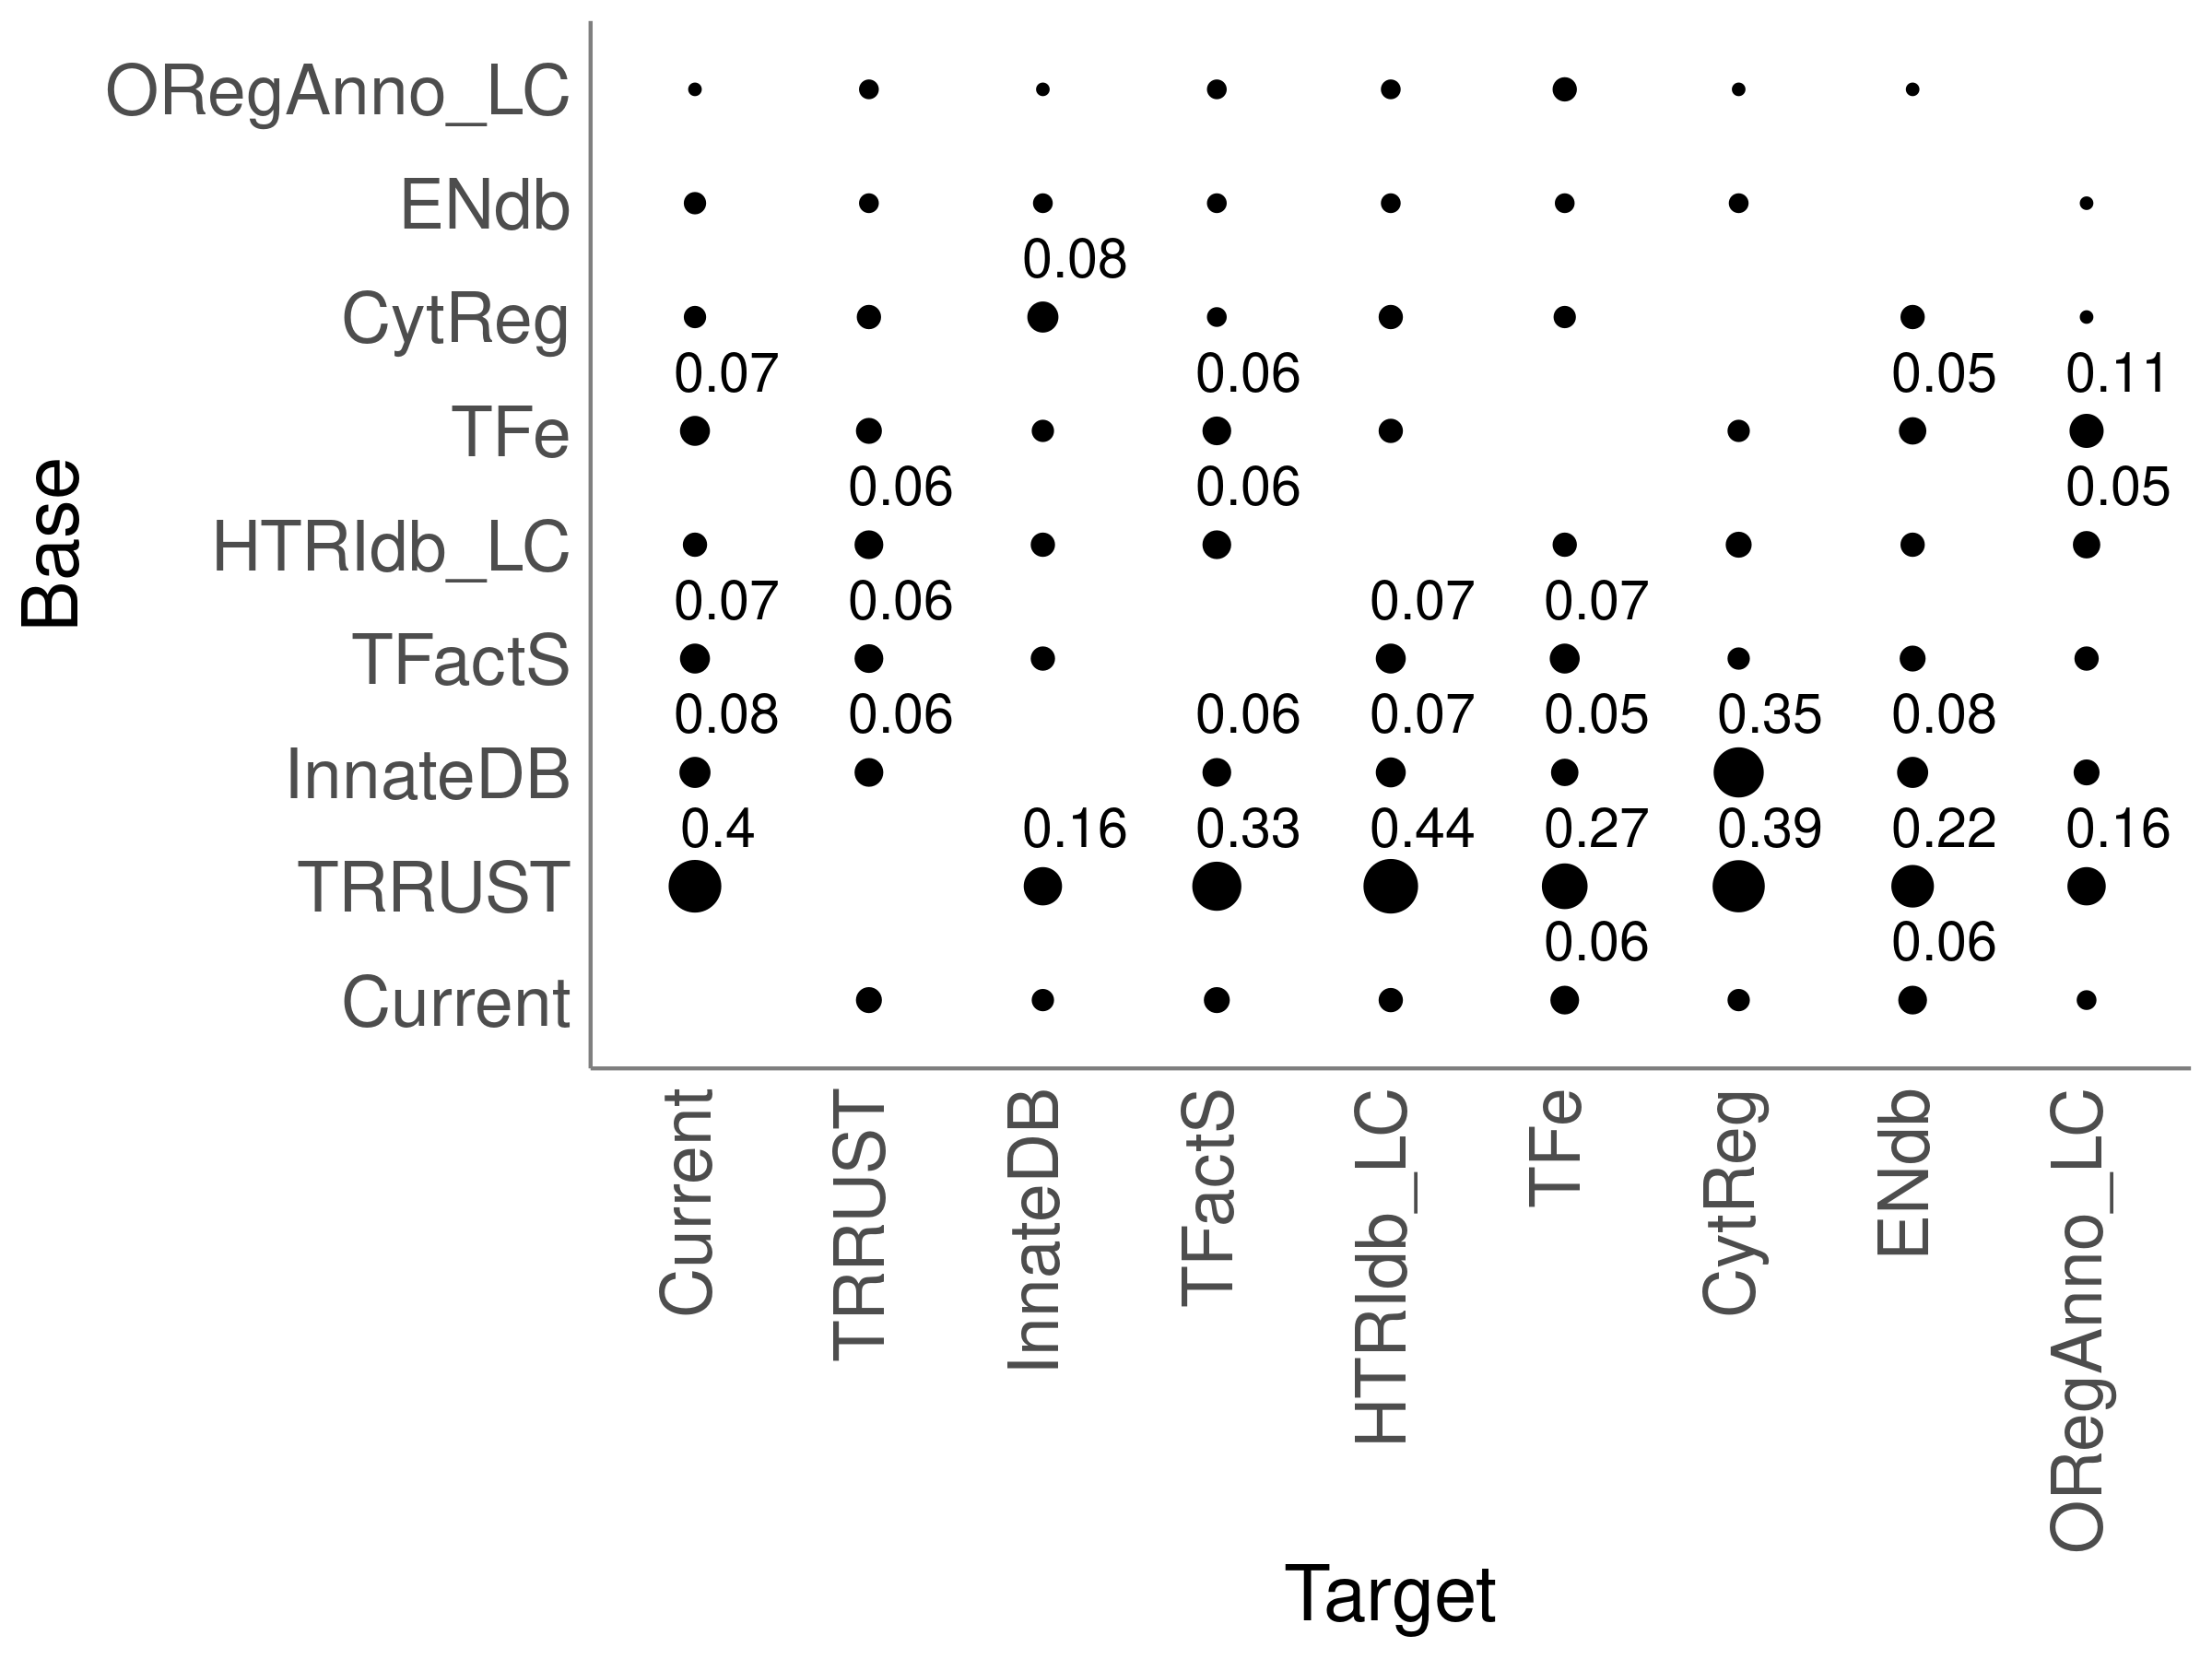 ORegAnno_LC
ENdb
0.08
CytReg
0.07 0.06 0.05 0.11
TFe
0.06 0.06 0.05
HTRIdb_LC
0.07 0.06 0.07 0.07
TFactS
0.08 0.06 0.06 0.07 0.05 0.35 0.08
InnateDB
0.4 0.16 0.33 0.44 0.27 0.39 0.22 0.16
TRRUST
0.06 0.06
Current
Base
Current
TRRUST
InnateDB
TFactS
HTRIdb_LC
TFe
CytReg
ENdb
ORegAnno_LC
Target